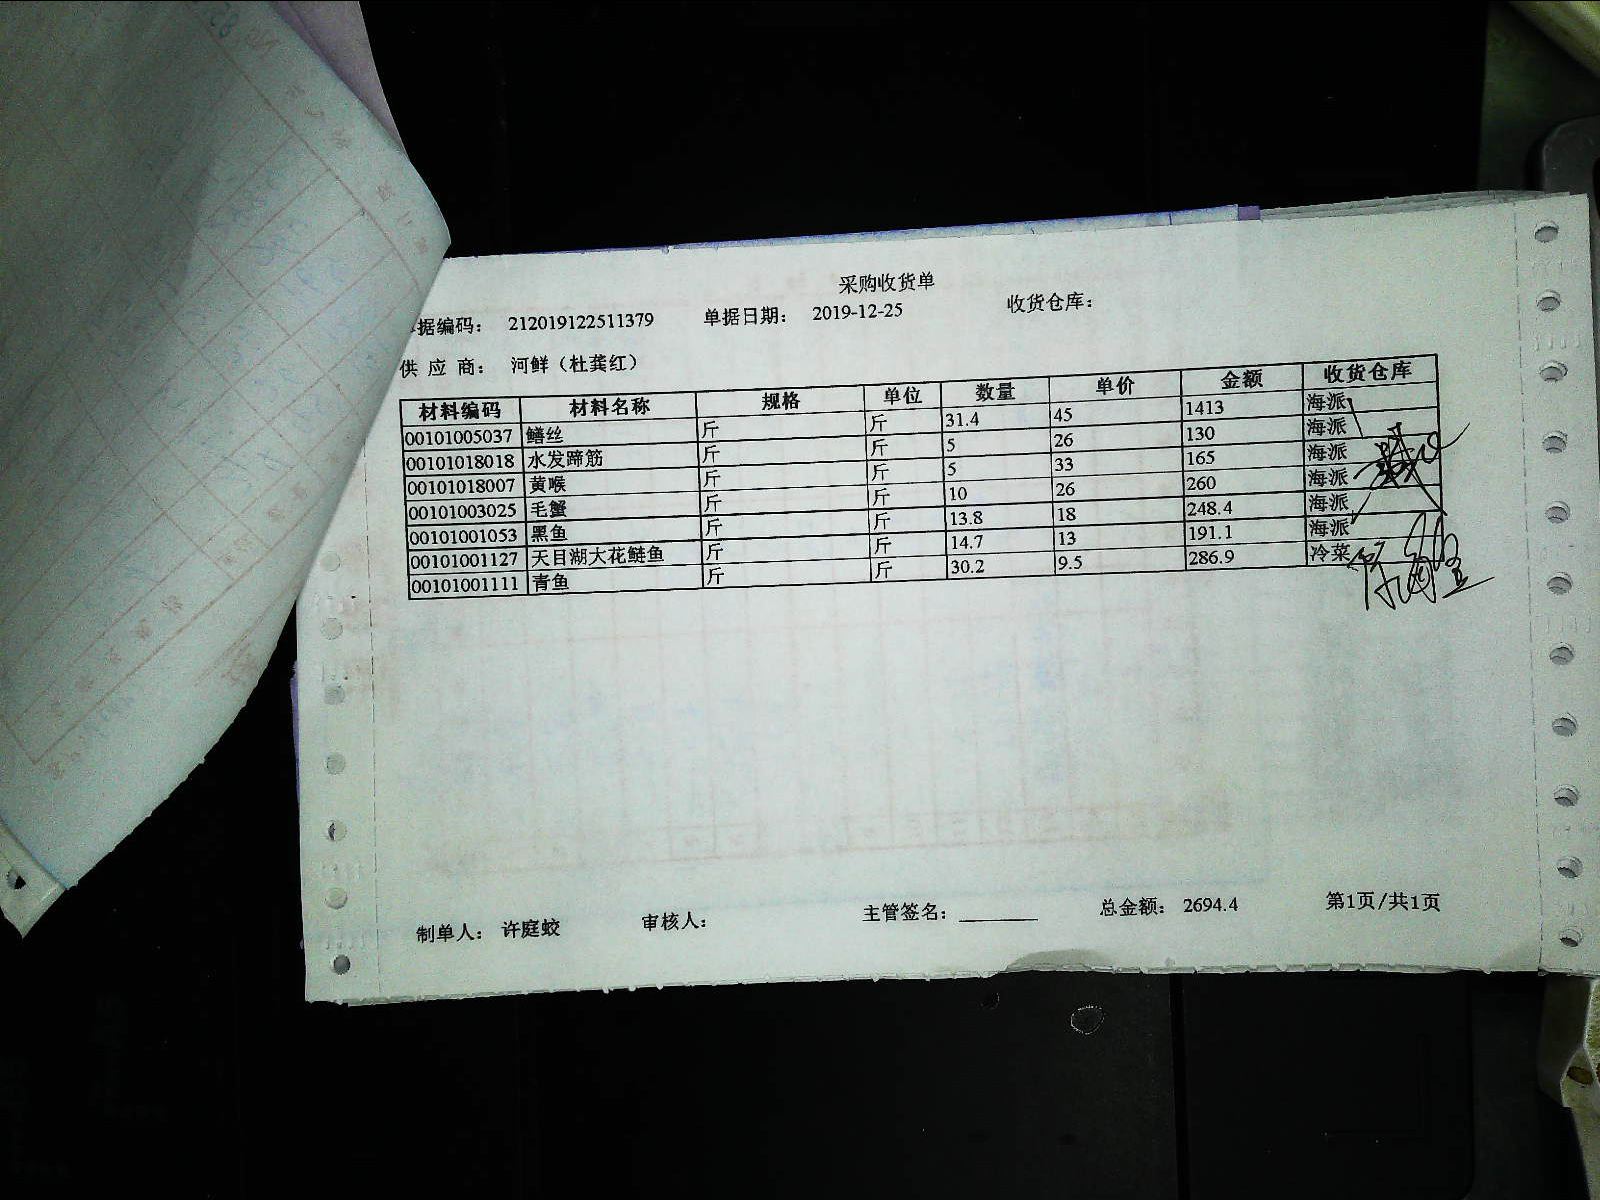 采购收货单
据编码： 212019122511379 单据日期： 2019-12-25 收货仓库：
供 应 商： 河鲜（杜龚红）
材料编码 材料名称 规格 单位 数量 单价 金额 收货仓库
00101005037 鳝丝 斤 斤 31.4 45 1413 海派
00101018018 水发蹄筋 斤 斤 5 26 130 海派
00101018007 黄喉 斤 斤 5 33 165 海派
00101003025 毛蟹 斤 斤 10 26 260 海派
00101001053 黑鱼 斤 斤 13.8 18 248.4 海派
00101001127 天目湖大花鲢鱼 斤 斤 14.7 13 191.1 海派
00101001111 青鱼 斤 斤 30.2 9.5 286.9 冷菜
制单人： 许庭蛟 审核人： 主管签名： 总金额： 2694.4 第1页/共1页